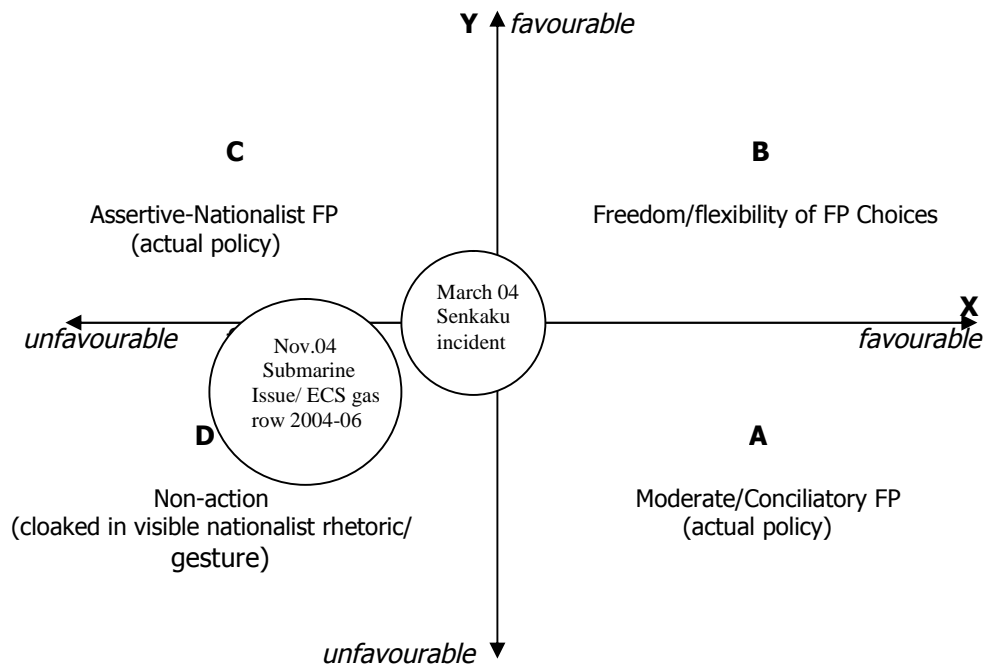 Y favourable
C
B
Assertive-Nationalist FP
(actual policy)
Freedom/flexibility of FP Choices
March 04
Senkaku
incident
X
unfavourable
favourable
Nov.04
Submarine
Issue/ ECS gas
row 2004-06
D
A
Non-action
(cloaked in visible nationalist rhetoric/
gesture)
Moderate/Conciliatory FP
(actual policy)
unfavourable